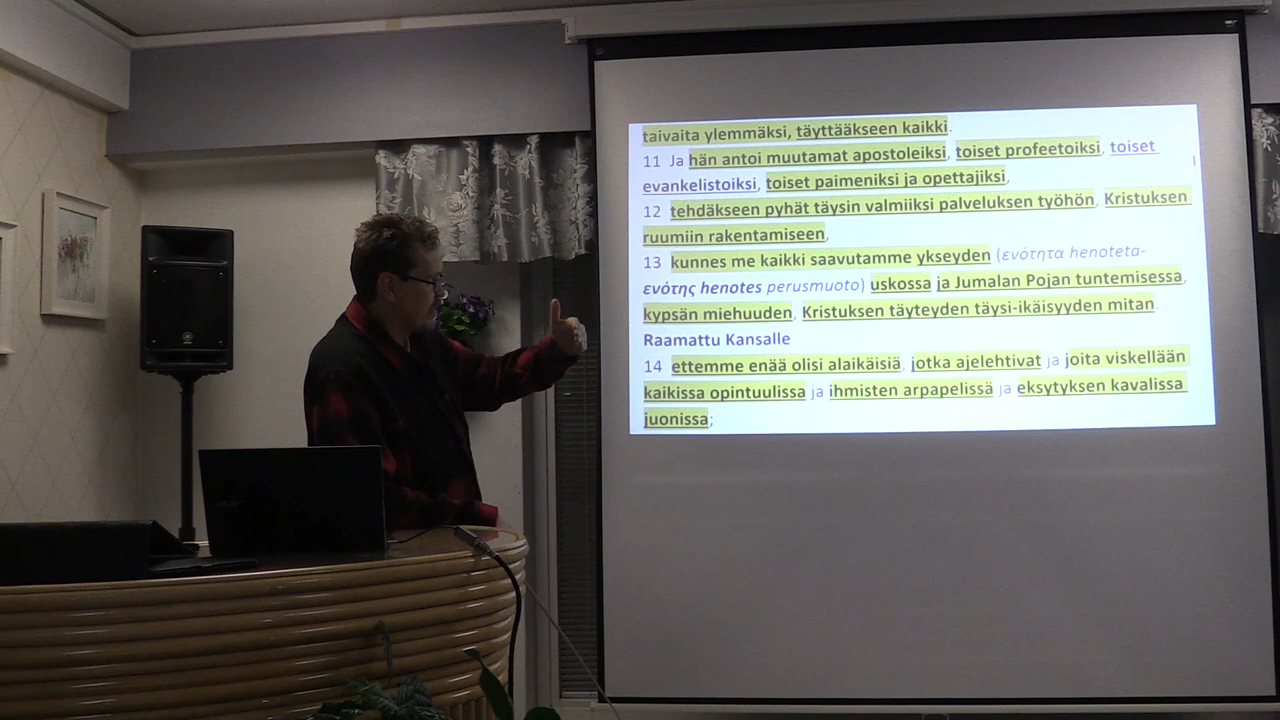 taivaita ylemmäksi, täyttääkseen kaikki.
11 Ja hän antoi muutamat apostoleiksi, toiset profeetoiksi, toiset
evankelistoiksi, toiset paimeniksi ja opettajiksi,
12 tehdäkseen pyhät täysin valmiiksi palveluksen työhön, Kristuksen
ruumiin rakentamiseen,
13 kunnes me kaikki saavutamme ykseyden (ενότητα henoteta-
ενότης henotes perusmuoto) uskossa ja Jumalan Pojan tuntemisessa,
kypsän miehuuden, Kristuksen täyteyden täysi-ikäisyyden mitan.
Raamattu Kansalle
14 ettemme enää olisi alaikäisiä, jotka ajelehtivat ja joita viskellään
kaikissa opintuulissa ja ihmisten arpapelissä ja eksytyksen kavalissa
juonissa;